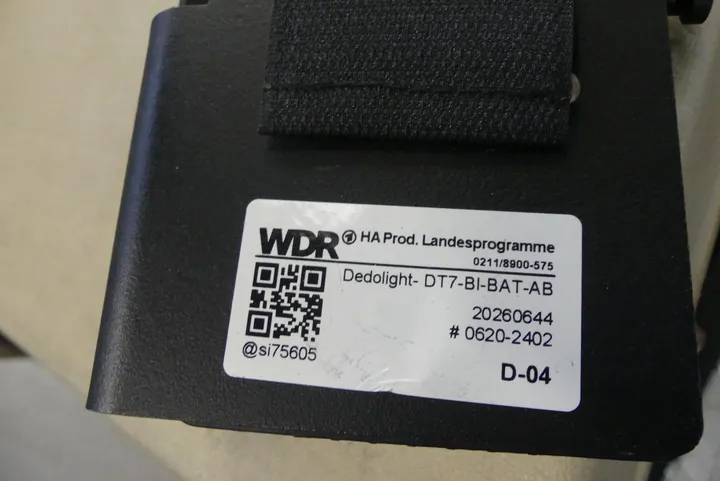 WDR HA Prod. Landesprogramme
0211/8900-575
Dedolight- DT7-BI-BAT-AB
20260644
# 0620-2402
@si75605
D-04